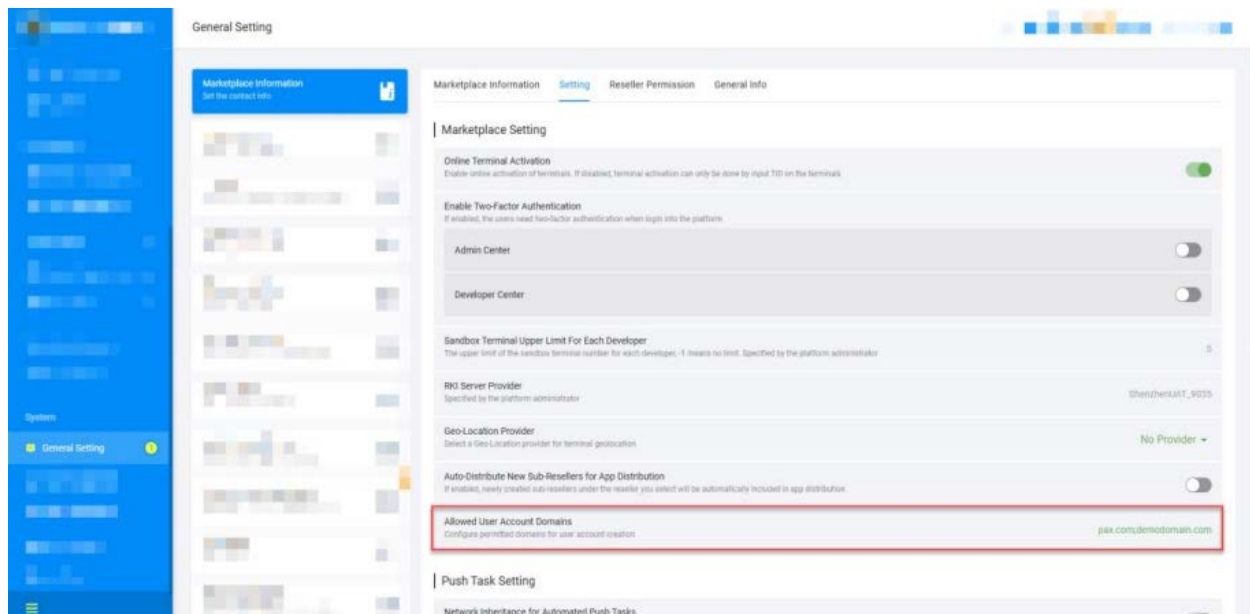 General Setting
Marketplace Information
Set the contact info
Marketplace Information Setting Reseller Permission General Info
Marketplace Setting
Online Terminal Activation
Enable online activation of terminals. If disabled, terminal activation can only be done by input TID on the terminals
Enable Two-Factor Authentication
If enabled, the users need two-factor authentication when login into the platform
Admin Center
Developer Center
Sandbox Terminal Upper Limit For Each Developer
The upper limit of the sandbox terminal number for each developer, -1 means no limit. Specified by the platform administrator
5
RKI Server Provider
Specified by the platform administrator
ShenzhenUAT_9035
Geo-Location Provider
Select a Geo-Location provider for terminal geolocation
No Provider
Auto-Distribute New Sub-Resellers for App Distribution
If enabled, newly created sub-resellers under the reseller you select will be automatically included in app distribution
Allowed User Account Domains
Configure permitted domains for user account creation
pax.com;demodomain.com
Push Task Setting
Network Inheritance for Automated Push Tasks
System
General Setting
1